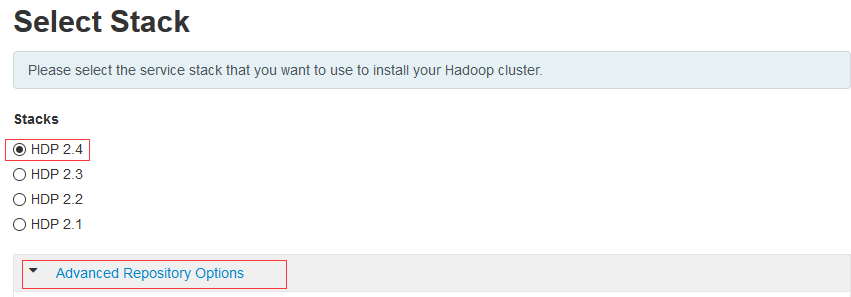 Select Stack
Please select the service stack that you want to use to install your Hadoop cluster.
Stacks
HDP 2.4
HDP 2.3
HDP 2.2
HDP 2.1
Advanced Repository Options